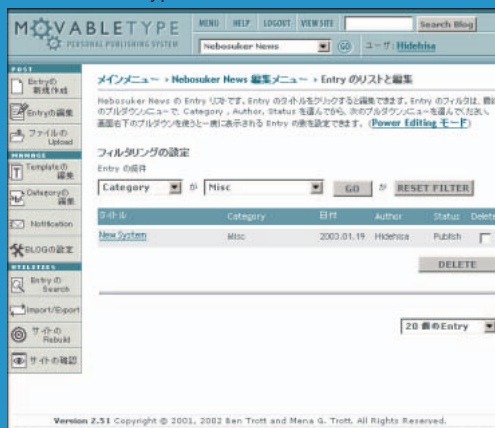 MOVABLETYPE
PERSONAL PUBLISHING SYSTEM
MENU HELP LOGOUT VIEW SITE Search Blog
Nebosuker News GO ユーザ: Hidehisa
POST
Entryの
新規作成
Entryの編集
ファイルの
Upload
MANAGE
Templateの
編集
Categoryの
編集
Notification
BLOGの設定
UTILITIES
Entryの
Search
Import/Export
サイトの
Rebuild
サイトの確認
メインメニュー > Nebosuker News 編集メニュー > Entry のリストと編集
Nebosuker News の Entry リストです。Entry のタイトルをクリックすると編集できます。Entry のフィルタは、最初
のプルダウンメニューで、Category , Author, Status を選んでから、次のプルダウンメニューを選んでください。
画面右下のプルダウンを使うと一度に表示される Entry の数を設定できます。(Power Editing モード)
フィルタリングの設定
Entry の条件
Category が Misc GO か RESET FILTER
タイトル Category 日付 Author Status Delete
New System Misc 2003.01.19 Hidehisa Publish
DELETE
20 個のEntry
Version 2.51 Copyright © 2001, 2002 Ben Trott and Mena G. Trott. All Rights Reserved.